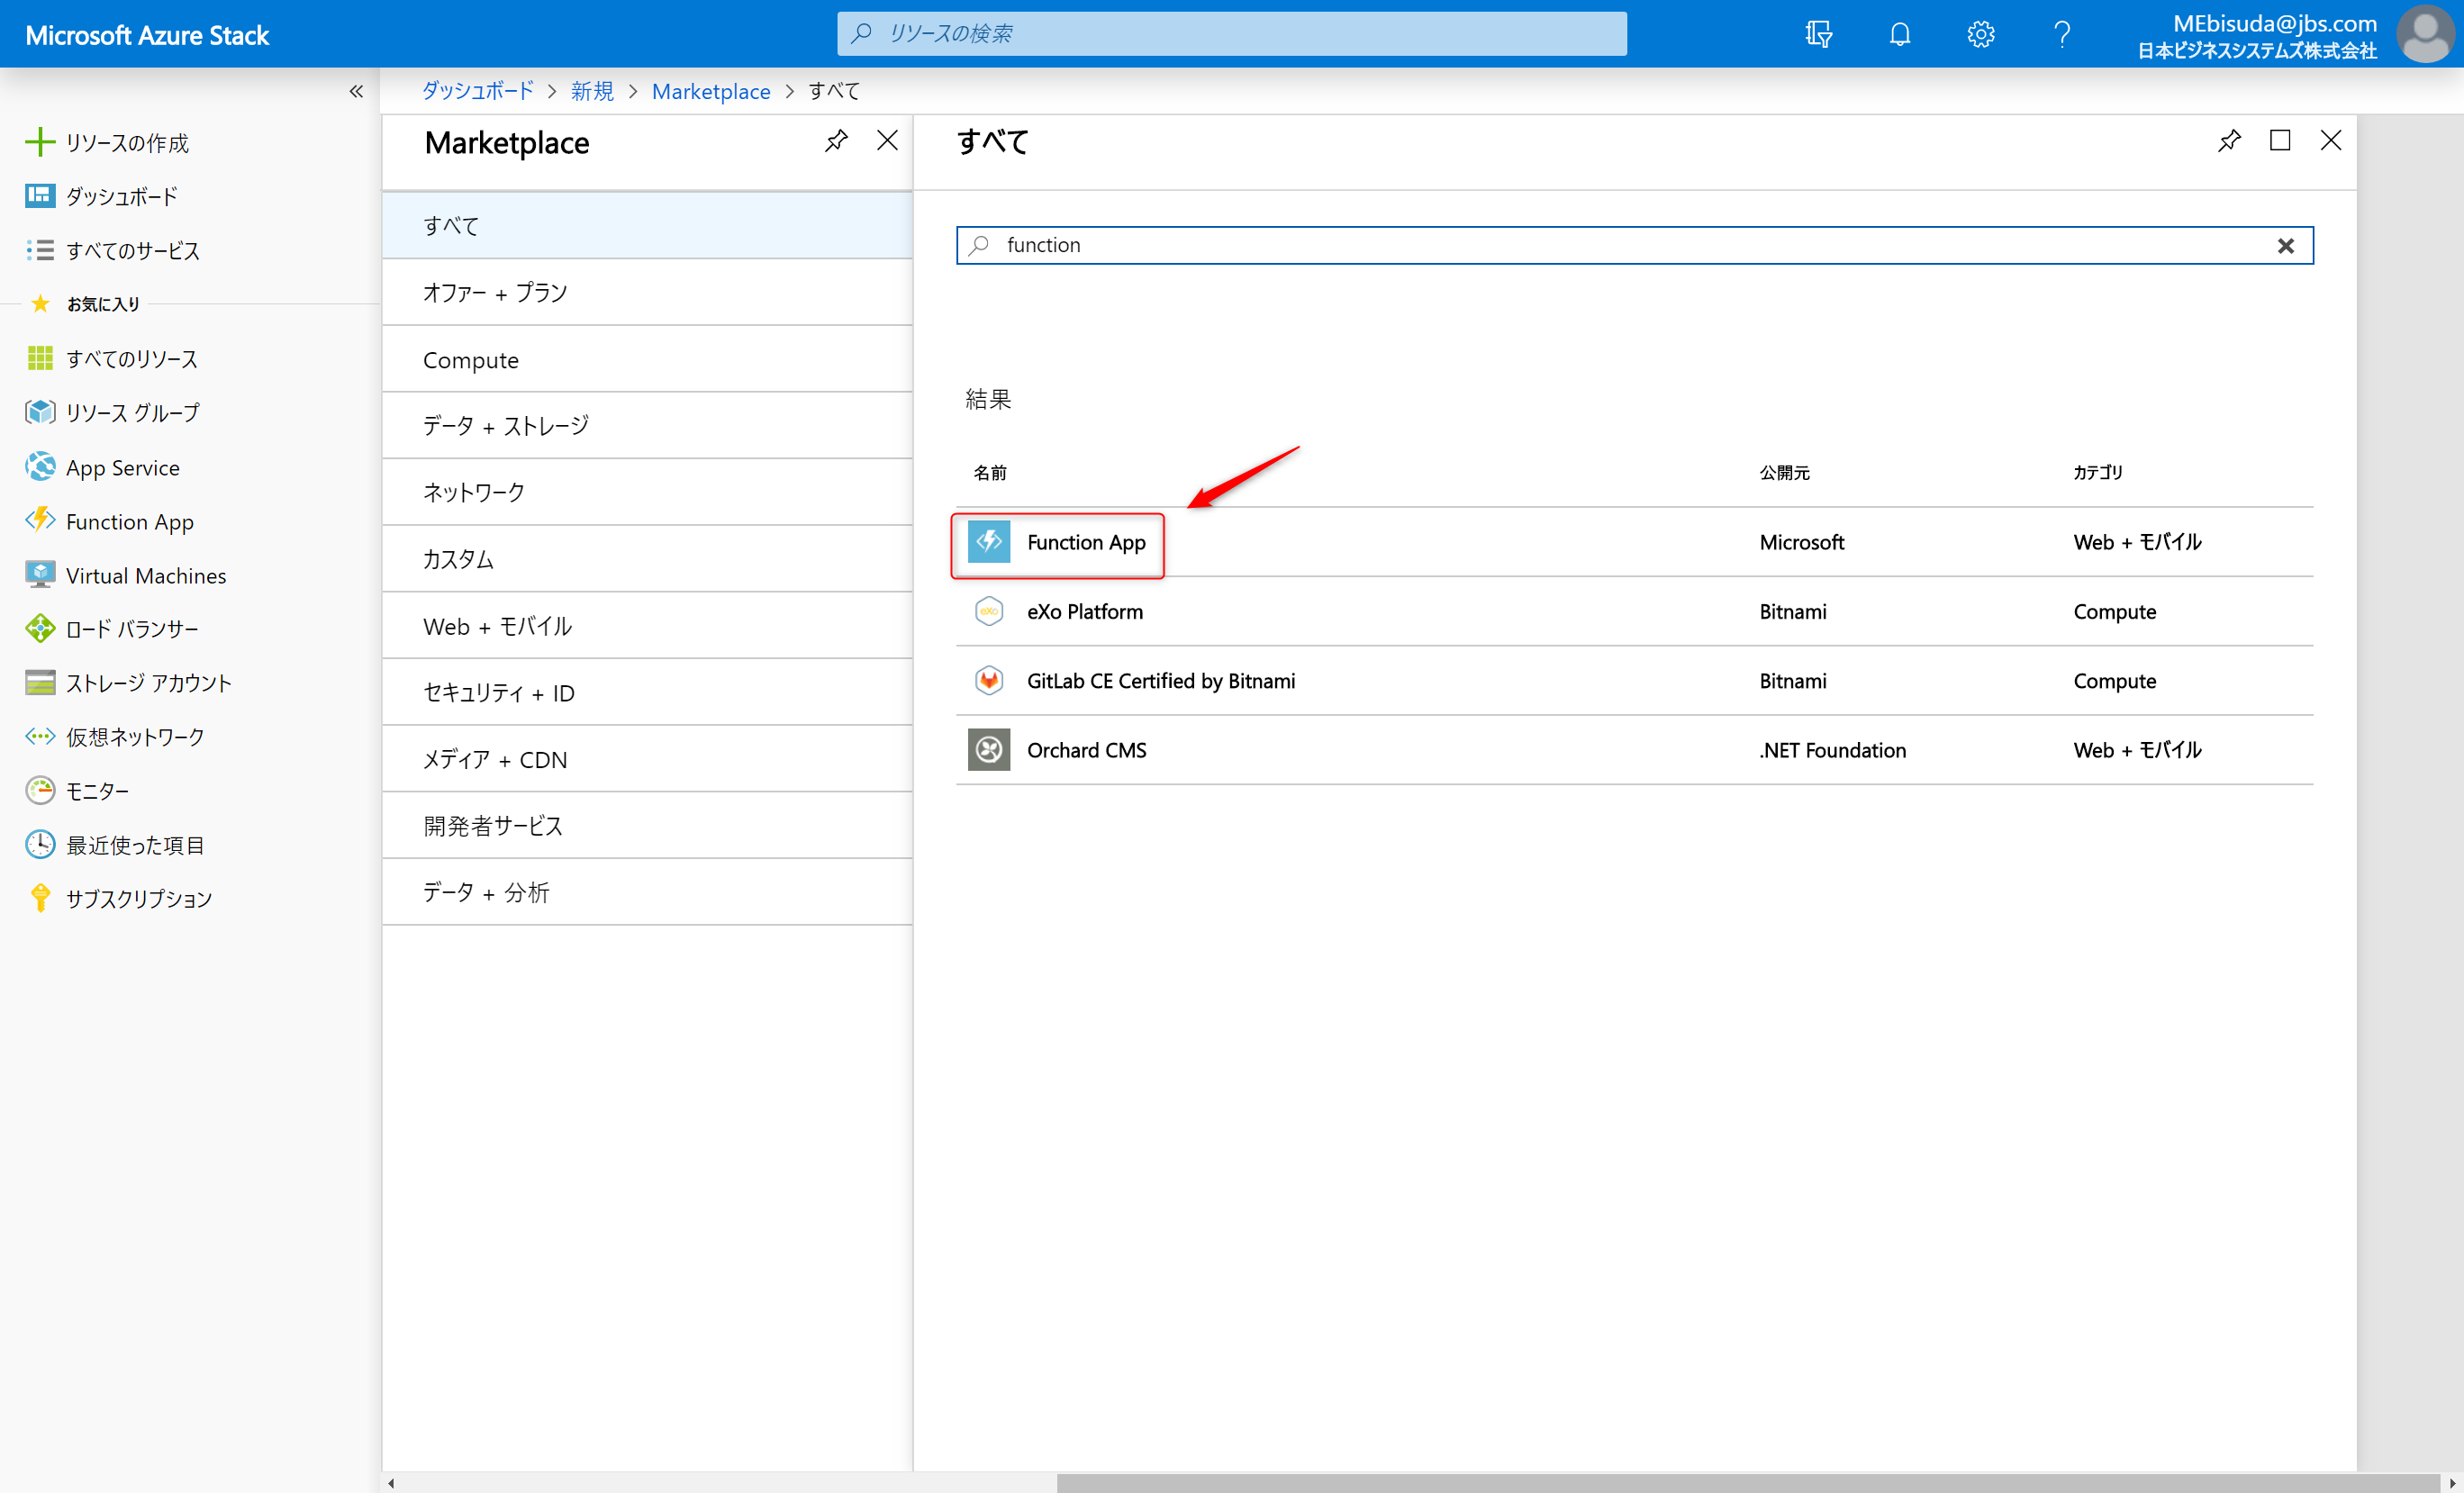 Microsoft Azure Stack
リソースの検索
MEbisuda@jbs.com
日本ビジネスシステムズ株式会社
ダッシュボード > 新規 > Marketplace > すべて
リソースの作成
ダッシュボード
すべてのサービス
お気に入り
すべてのリソース
リソース グループ
App Service
Function App
Virtual Machines
ロード バランサー
ストレージ アカウント
仮想ネットワーク
モニター
最近使った項目
サブスクリプション
Marketplace
すべて
オファー + プラン
Compute
データ + ストレージ
ネットワーク
カスタム
Web + モバイル
セキュリティ + ID
メディア + CDN
開発者サービス
データ + 分析
すべて
function
結果
名前 公開元 カテゴリ
Function App Microsoft Web + モバイル
eXo Platform Bitnami Compute
GitLab CE Certified by Bitnami Bitnami Compute
Orchard CMS .NET Foundation Web + モバイル